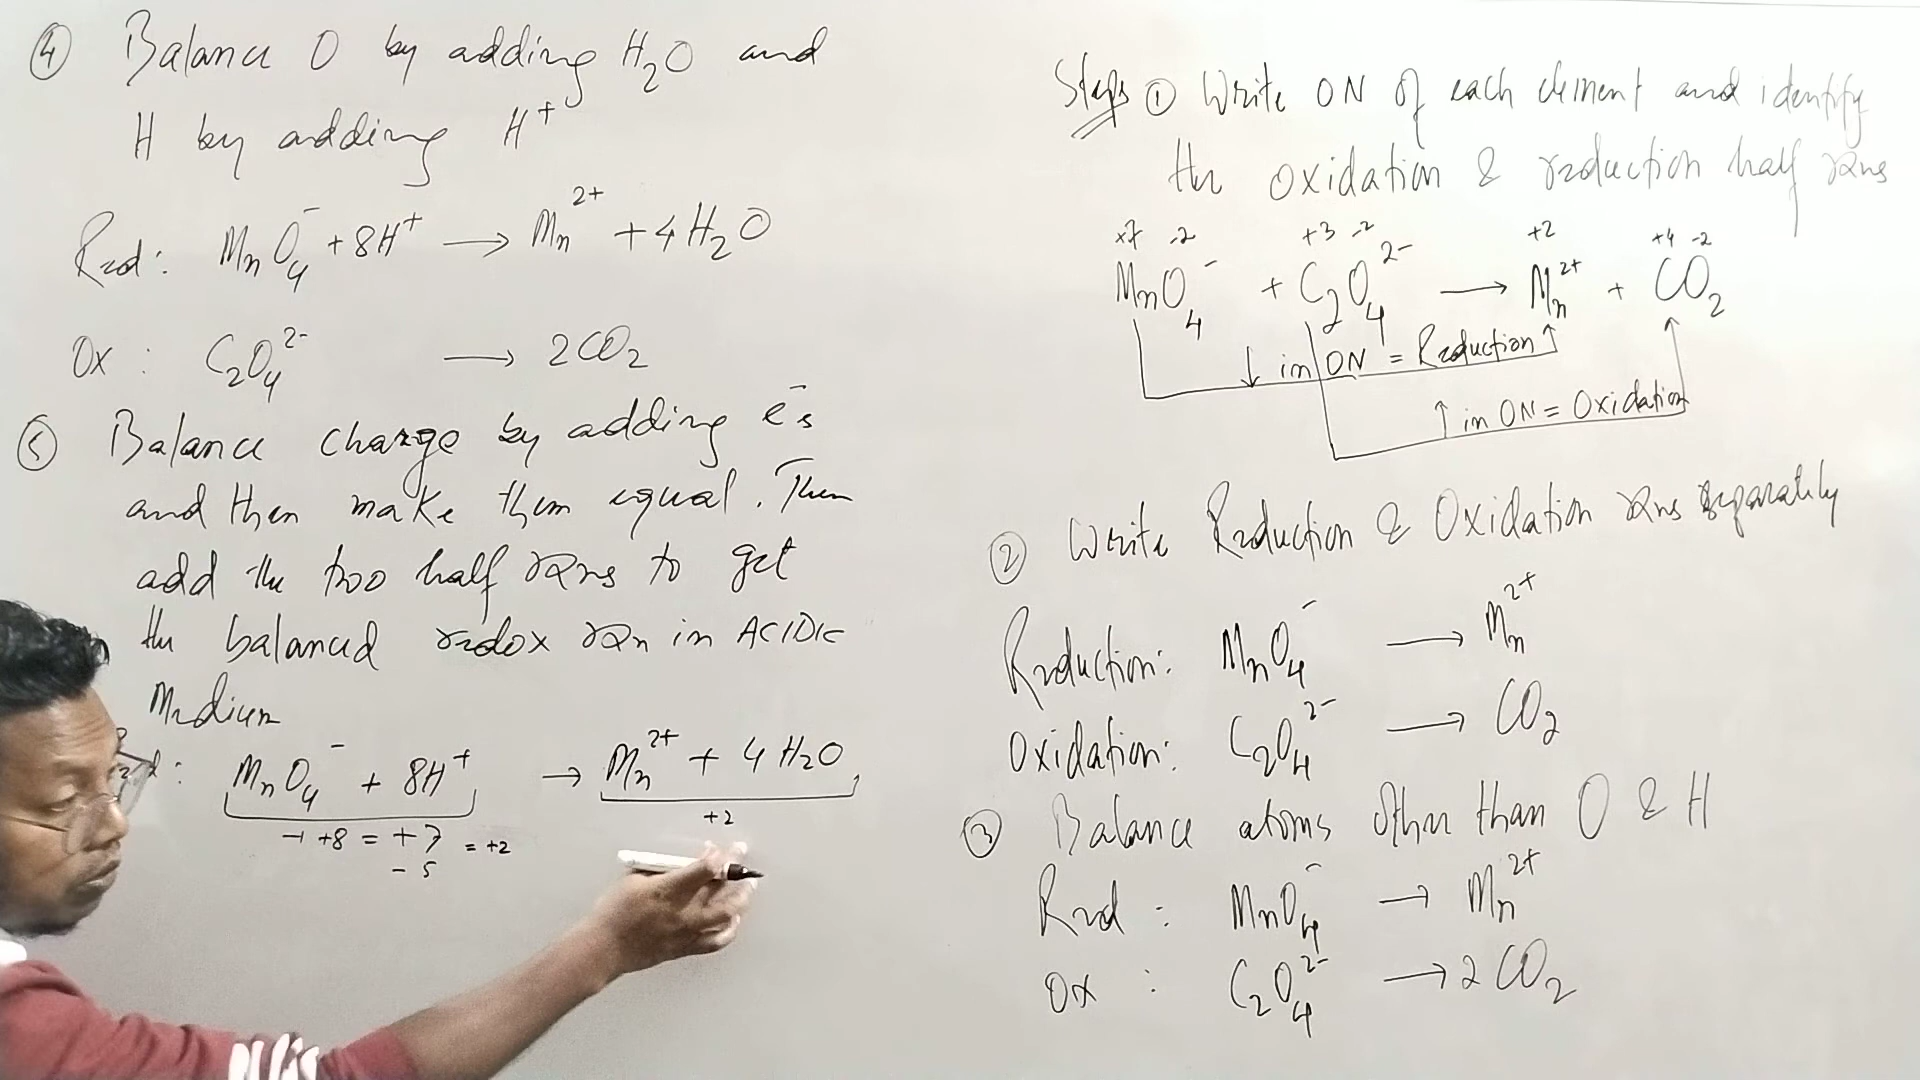 ④ Balance O by adding H₂O and
H by adding H⁺
Red: MnO₄⁻ + 8H⁺ → Mn²⁺ + 4H₂O
Ox : C₂O₄²⁻ → 2CO₂
⑤ Balance charge by adding e⁻s
and then make them equal. Then
add the two half rxns to get
the balanced redox rxn in ACIDIC
Medium
d : MnO₄⁻ + 8H⁺ → Mn²⁺ + 4H₂O
-1 +8 = +7 = +2
- 5
+2
Steps ① Write ON of each element and identify
the oxidation & reduction half rxns
+7 -2 +3 -2 +2 +4 -2
MnO₄⁻ + C₂O₄²⁻ → Mn²⁺ + CO₂
↓ in ON = Reduction
↑ in ON = Oxidation
② Write Reduction & Oxidation rxns separately
Reduction: MnO₄⁻ → Mn²⁺
Oxidation: C₂O₄²⁻ → CO₂
③ Balance atoms other than O & H
Red : MnO₄⁻ → Mn²⁺
Ox : C₂O₄²⁻ → 2CO₂